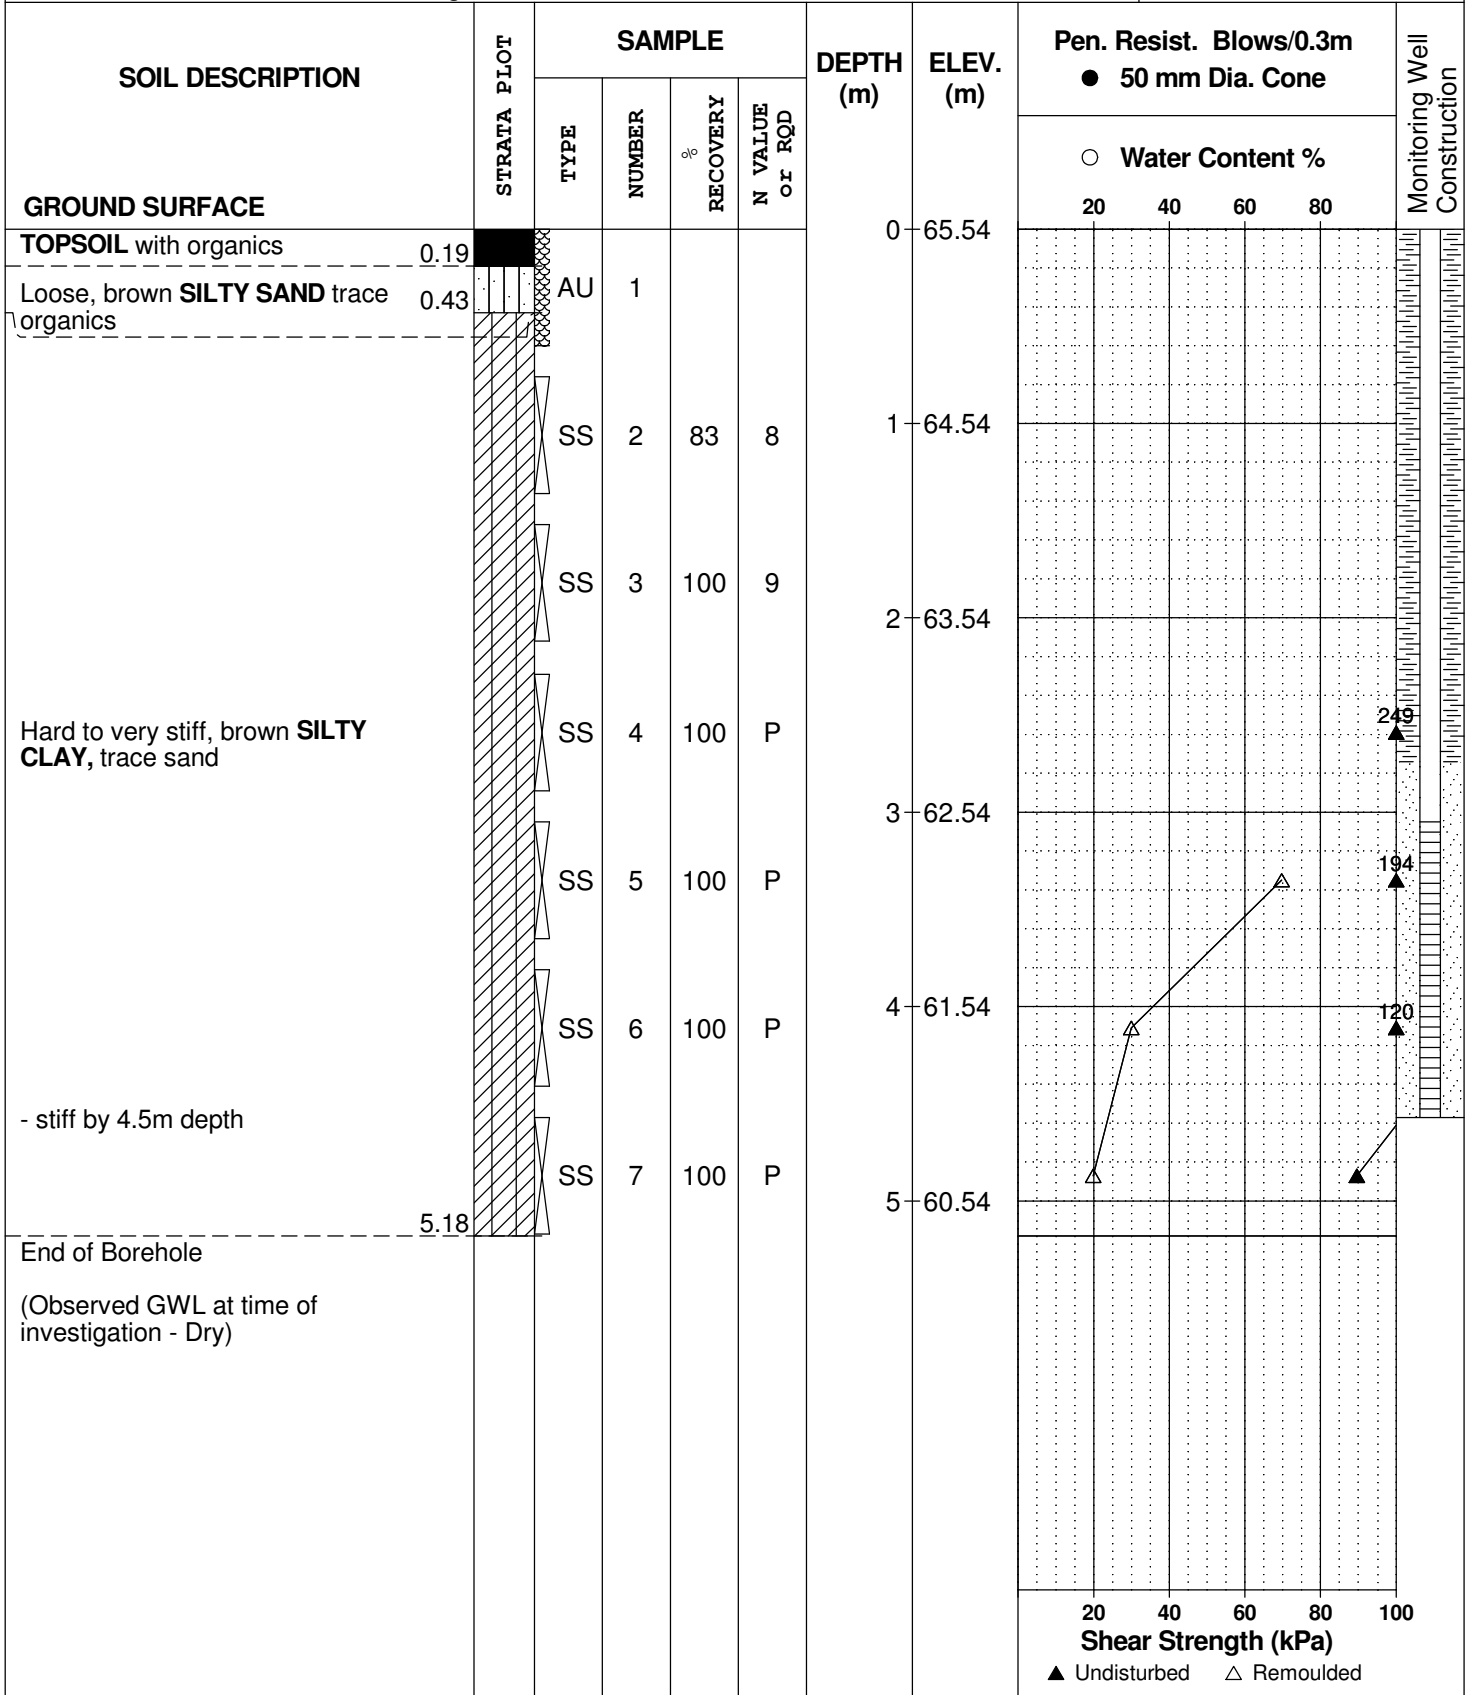 SOIL DESCRIPTION
GROUND SURFACE
STRATA PLOT
SAMPLE
TYPE
NUMBER
%
RECOVERY
N VALUE
or RQD
DEPTH
(m)
ELEV.
(m)
Pen. Resist. Blows/0.3m
● 50 mm Dia. Cone
○ Water Content %
20 40 60 80
Monitoring Well
Construction
0 65.54
TOPSOIL with organics 0.19
AU 1
Loose, brown SILTY SAND trace 0.43
organics
SS 2 83 8
1 64.54
SS 3 100 9
2 63.54
249
Hard to very stiff, brown SILTY
CLAY, trace sand
SS 4 100 P
3 62.54
194
SS 5 100 P
4 61.54
120
SS 6 100 P
- stiff by 4.5m depth
SS 7 100 P
5 60.54
5.18
End of Borehole
(Observed GWL at time of
investigation - Dry)
20 40 60 80 100
Shear Strength (kPa)
▲ Undisturbed △ Remoulded